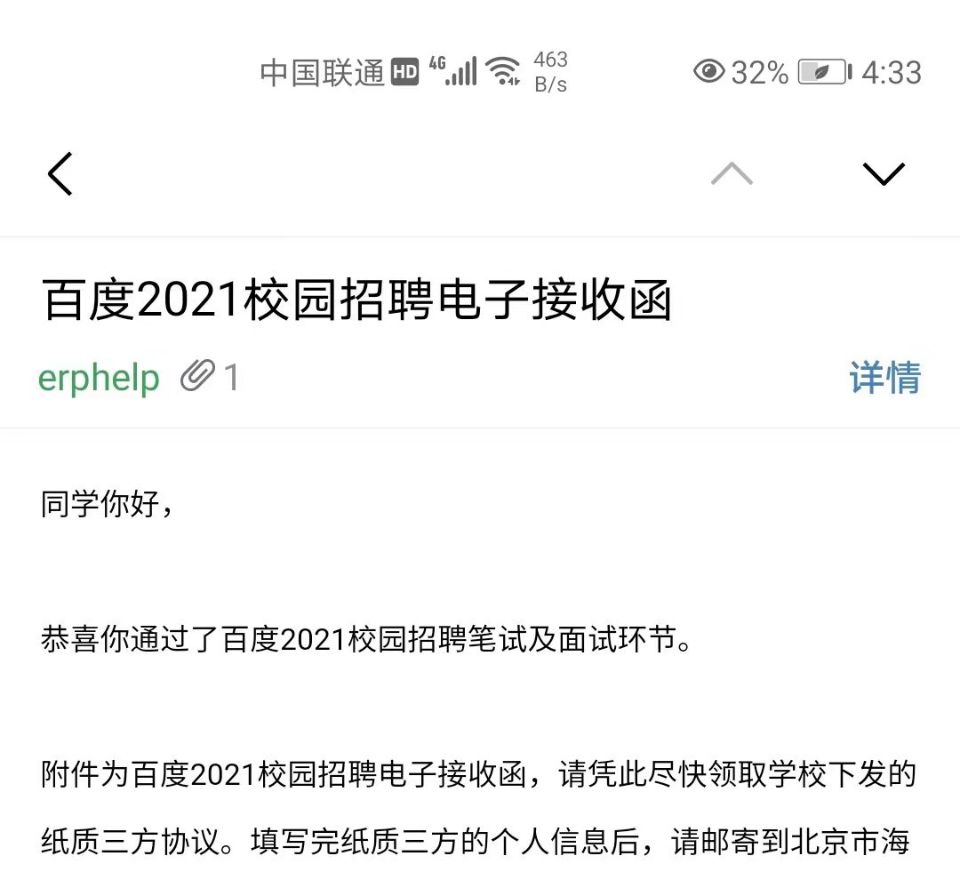 中国联通 HD 4G 463 B/s 32% 4:33
百度2021校园招聘电子接收函
erphelp 1 详情
同学你好，
恭喜你通过了百度2021校园招聘笔试及面试环节。
附件为百度2021校园招聘电子接收函，请凭此尽快领取学校下发的
纸质三方协议。填写完纸质三方的个人信息后，请邮寄到北京市海